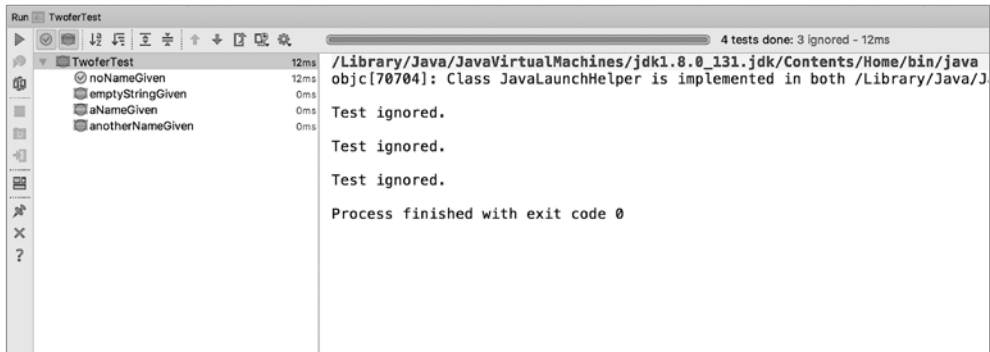 Run TwoferTest
4 tests done: 3 ignored - 12ms
TwoferTest 12ms
noNameGiven 12ms
emptyStringGiven 0ms
aNameGiven 0ms
anotherNameGiven 0ms
/Library/Java/JavaVirtualMachines/jdk1.8.0_131.jdk/Contents/Home/bin/java
objc[70704]: Class JavaLaunchHelper is implemented in both /Library/Java/J
Test ignored.
Test ignored.
Test ignored.
Process finished with exit code 0